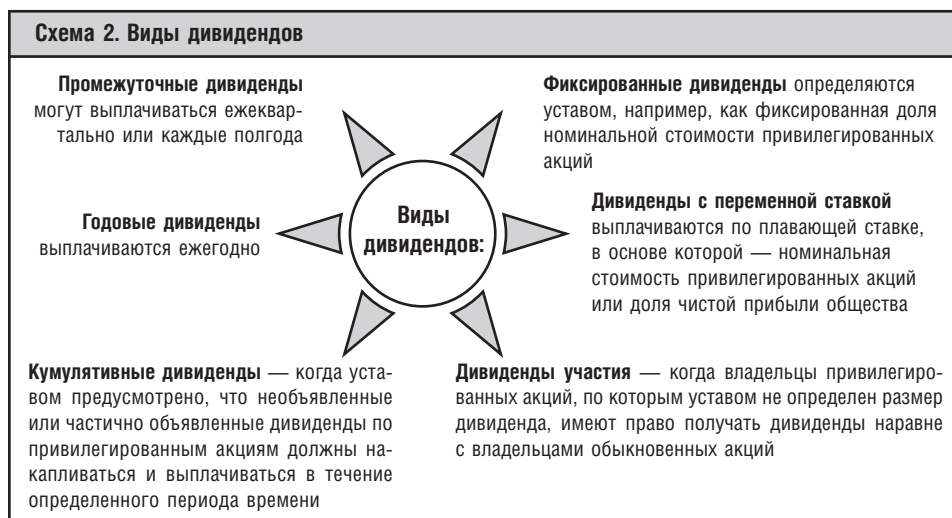 Схема 2. Виды дивидендов
Промежуточные дивиденды
могут выплачиваться ежеквар-
тально или каждые полгода
Фиксированные дивиденды определяются
уставом, например, как фиксированная доля
номинальной стоимости привилегированных
акций
Годовые дивиденды
выплачиваются ежегодно
Виды
дивидендов:
Дивиденды с переменной ставкой
выплачиваются по плавающей ставке,
в основе которой — номинальная
стоимость привилегированных акций
или доля чистой прибыли общества
Кумулятивные дивиденды — когда уста-
вом предусмотрено, что необъявленные
или частично объявленные дивиденды по
привилегированным акциям должны на-
капливаться и выплачиваться в течение
определенного периода времени
Дивиденды участия — когда владельцы привилегиро-
ванных акций, по которым уставом не определен размер
дивиденда, имеют право получать дивиденды наравне
с владельцами обыкновенных акций